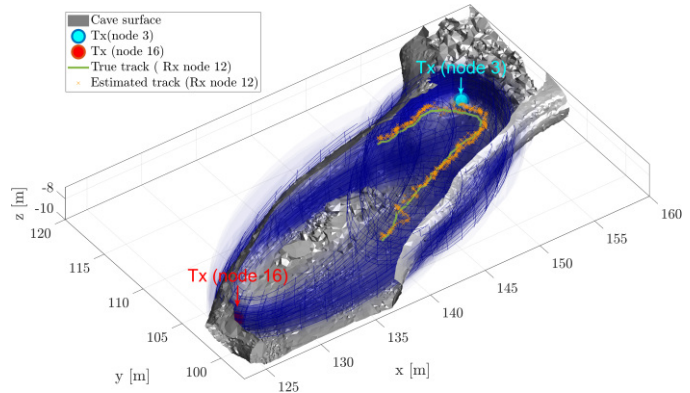 Cave surface
Tx(node 3)
Tx (node 16)
True track ( Rx node 12)
Estimated track (Rx node 12)
Tx (node 3)
Tx (node 16)
z [m]
-8
-10
120
115
110
105
100
y [m]
125
130
135
140
145
150
155
160
x [m]